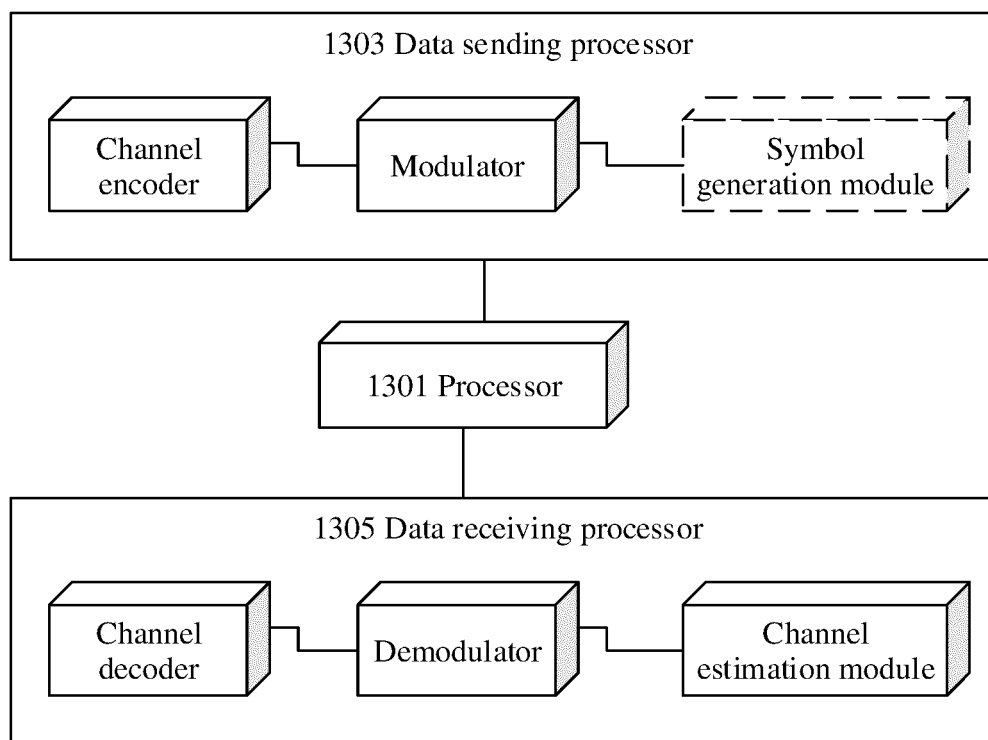 1303 Data sending processor
Channel
encoder
Modulator
Symbol
generation module
1301 Processor
1305 Data receiving processor
Channel
decoder
Demodulator
Channel
estimation module